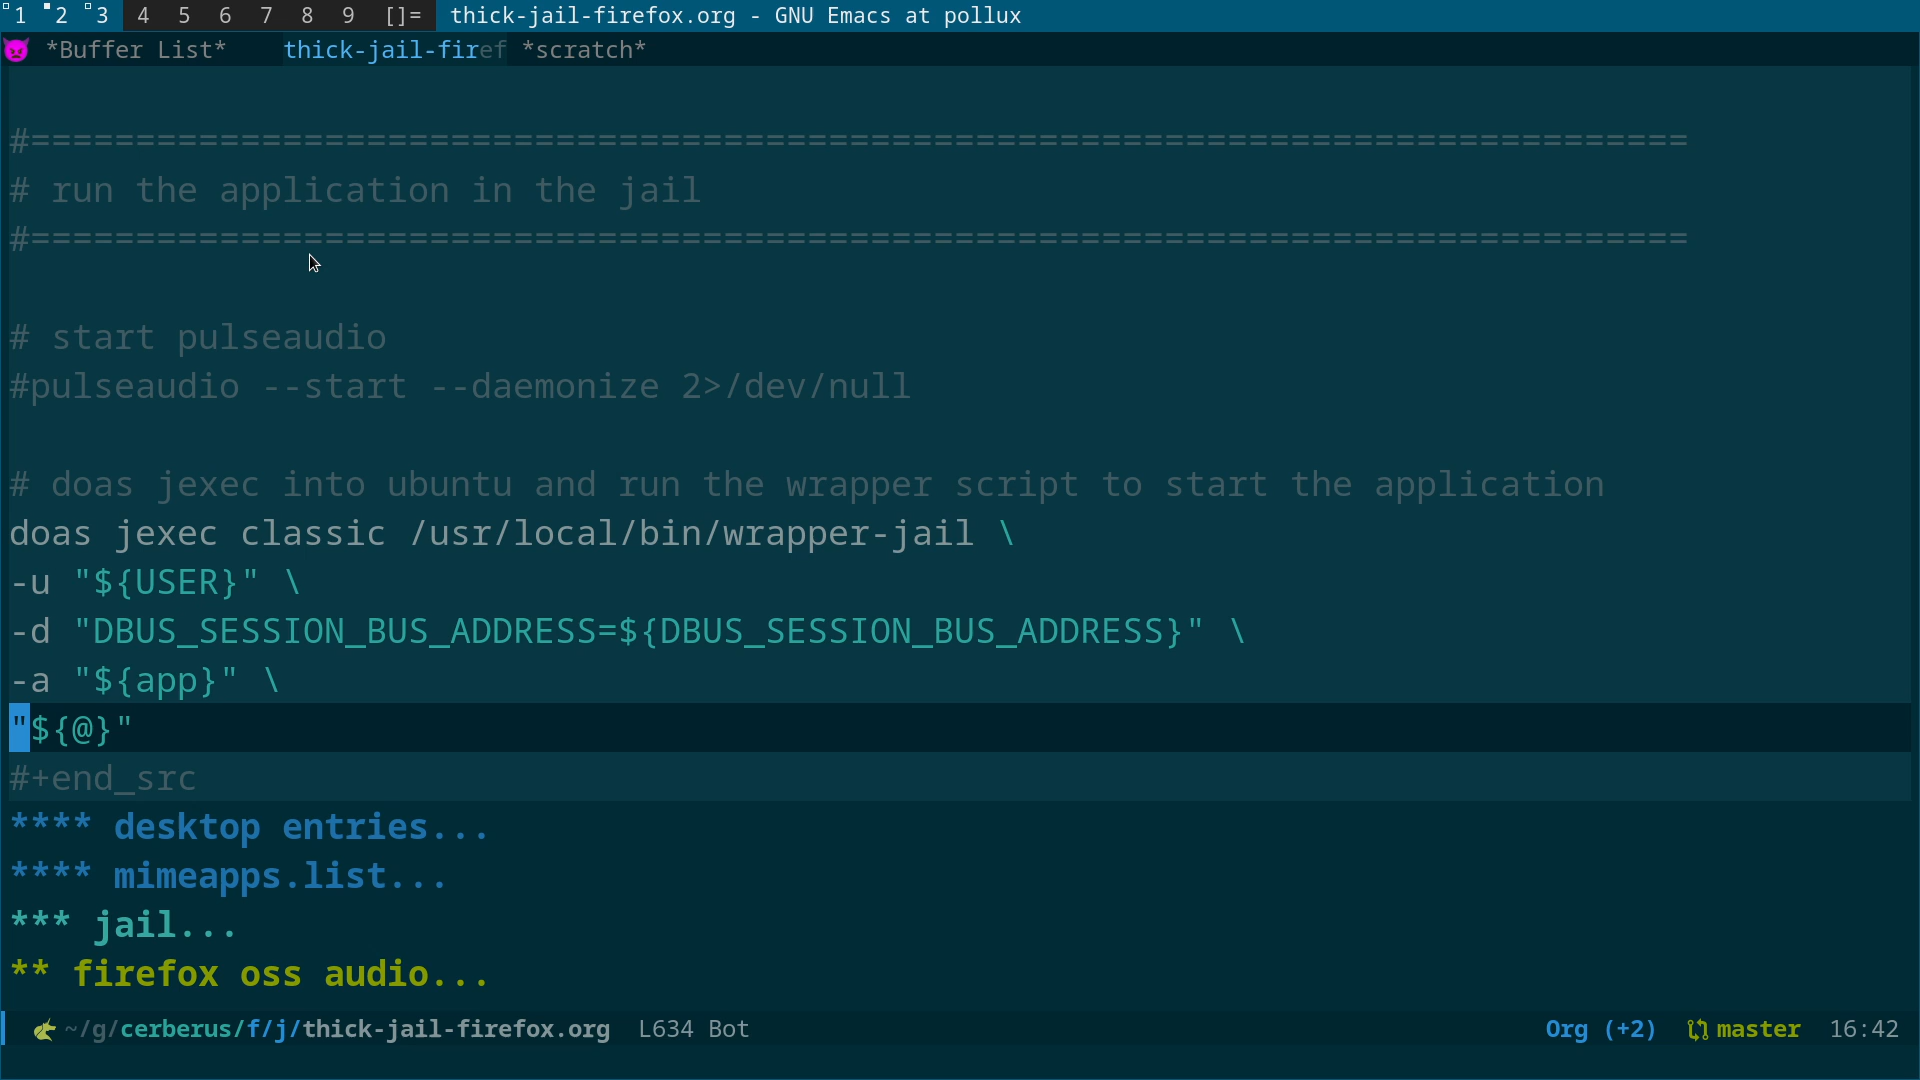 1 2 3 4 5 6 7 8 9 []= thick-jail-firefox.org - GNU Emacs at pollux
*Buffer List* thick-jail-firef *scratch*
#===============================================================================
# run the application in the jail
#===============================================================================
# start pulseaudio
#pulseaudio --start --daemonize 2>/dev/null
# doas jexec into ubuntu and run the wrapper script to start the application
doas jexec classic /usr/local/bin/wrapper-jail \
-u "${USER}" \
-d "DBUS_SESSION_BUS_ADDRESS=${DBUS_SESSION_BUS_ADDRESS}" \
-a "${app}" \
"${@}"
#+end_src
**** desktop entries...
**** mimeapps.list...
*** jail...
** firefox oss audio...
~/g/cerberus/f/j/thick-jail-firefox.org L634 Bot Org (+2) master 16:42